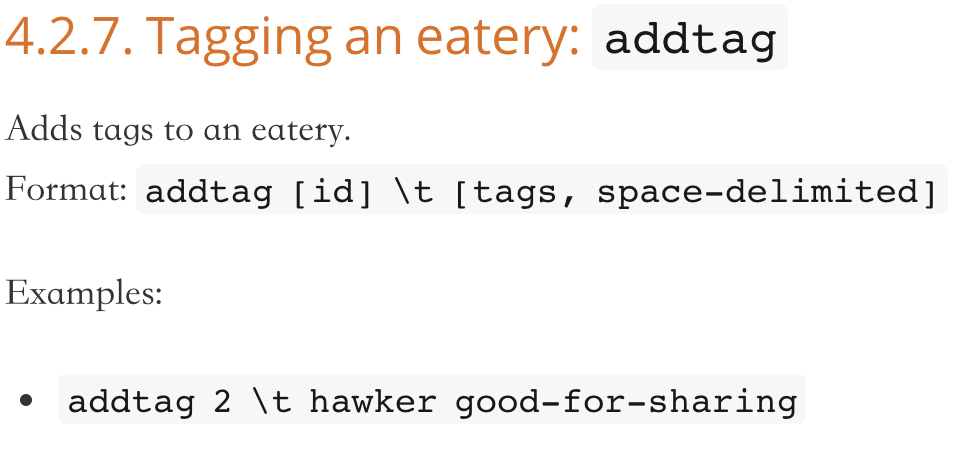 4.2.7. Tagging an eatery: addtag
Adds tags to an eatery.
Format: addtag [id] \t [tags, space-delimited]
Examples:
• addtag 2 \t hawker good-for-sharing